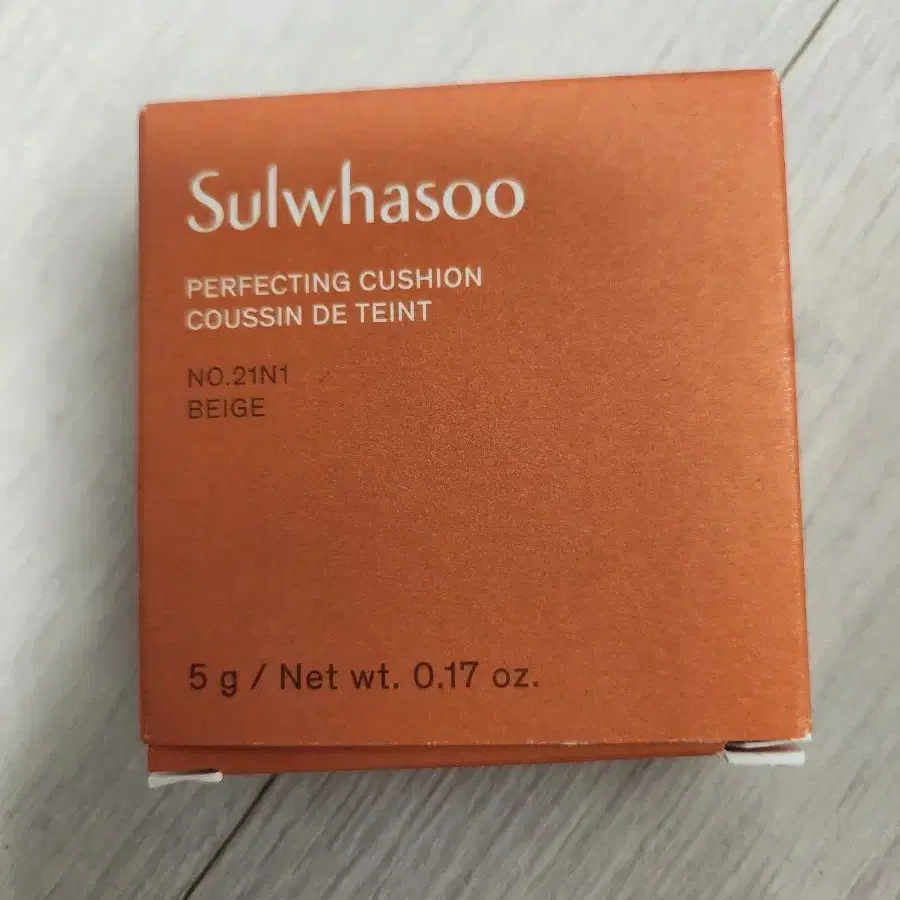 Sulwhasoo
PERFECTING CUSHION
COUSSIN DE TEINT
NO.21N1
BEIGE
5 g / Net wt. 0.17 oz.